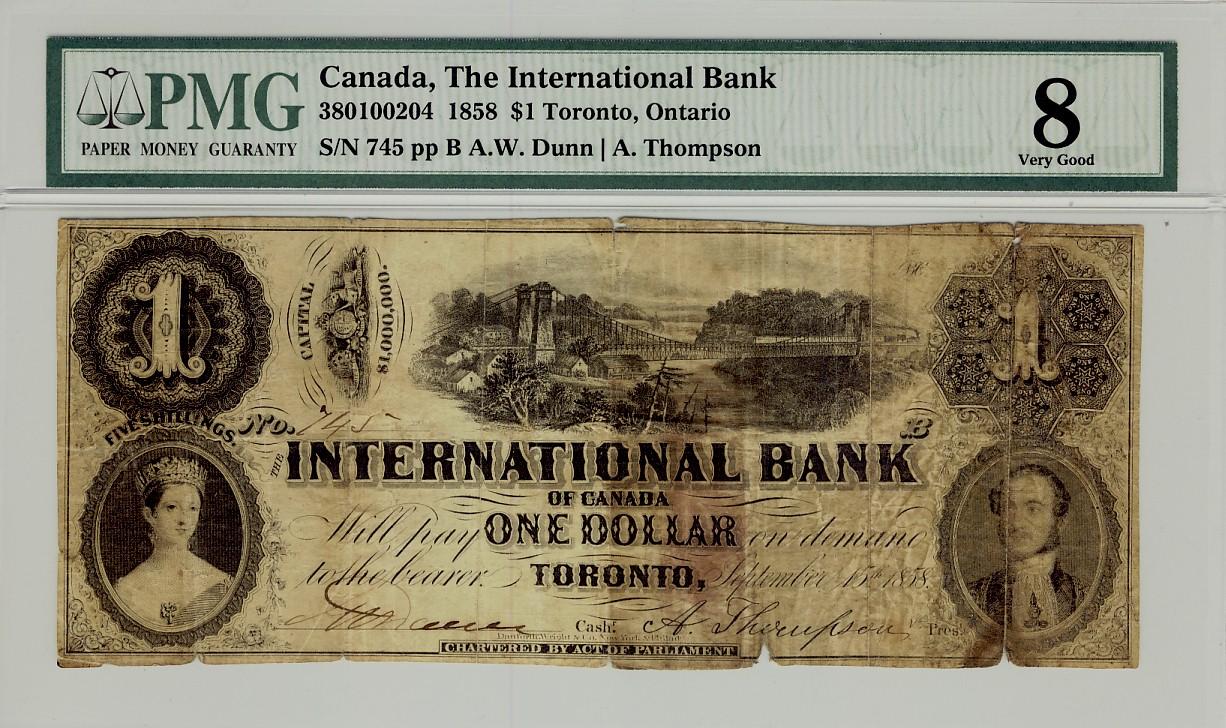 PMG
PAPER MONEY GUARANTY
Canada, The International Bank
380100204 1858 $1 Toronto, Ontario
S/N 745 pp B A.W. Dunn | A. Thompson
8
Very Good
1
CAPITAL
$1,000,000.
1
FIVE SHILLINGS.
No. 745
B
THE
INTERNATIONAL BANK
OF CANADA
Will pay ONE DOLLAR on demand
to the bearer. TORONTO, September 15th 1858.
Cash: A. Thompson Pres.
Danforth, Wright & Co. New York &
CHARTERED BY ACT OF PARLIAMENT